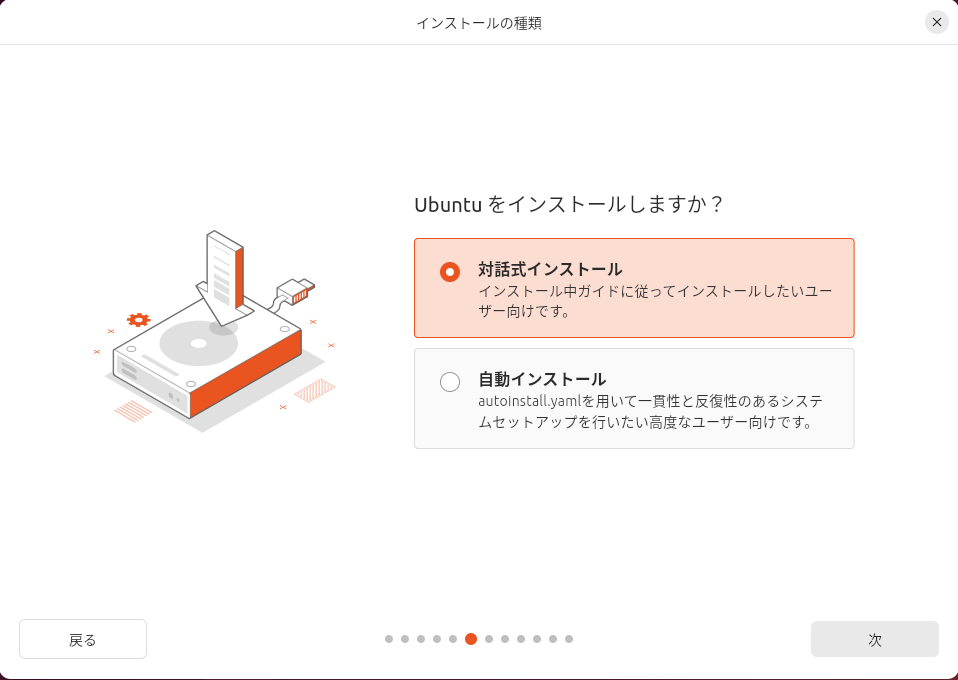 インストールの種類
Ubuntu をインストールしますか？
対話式インストール
インストール中ガイドに従ってインストールしたいユー
ザー向けです。
自動インストール
autoinstall.yamlを用いて一貫性と反復性のあるシステ
ムセットアップを行いたい高度なユーザー向けです。
戻る
次